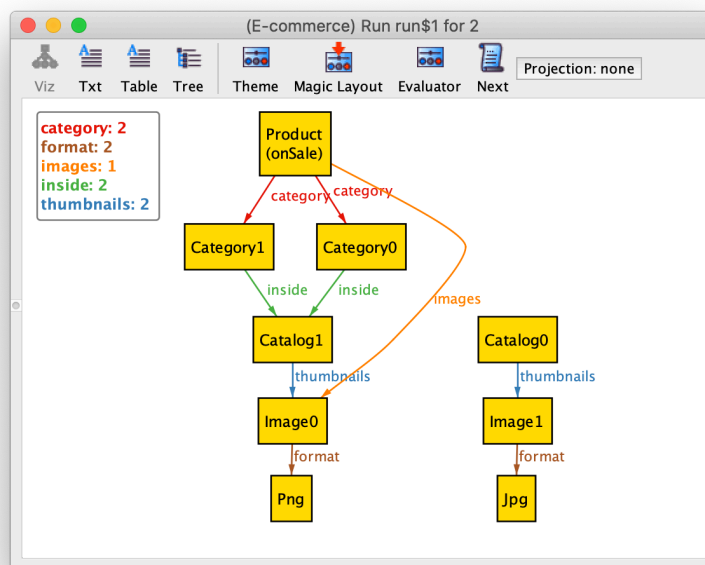 (E-commerce) Run run$1 for 2
Viz Txt Table Tree Theme Magic Layout Evaluator Next Projection: none
category: 2
format: 2
images: 1
inside: 2
thumbnails: 2
Product
(onSale)
category category
Category1 Category0
inside inside
images
Catalog1 Catalog0
thumbnails thumbnails
Image0 Image1
format format
Png Jpg